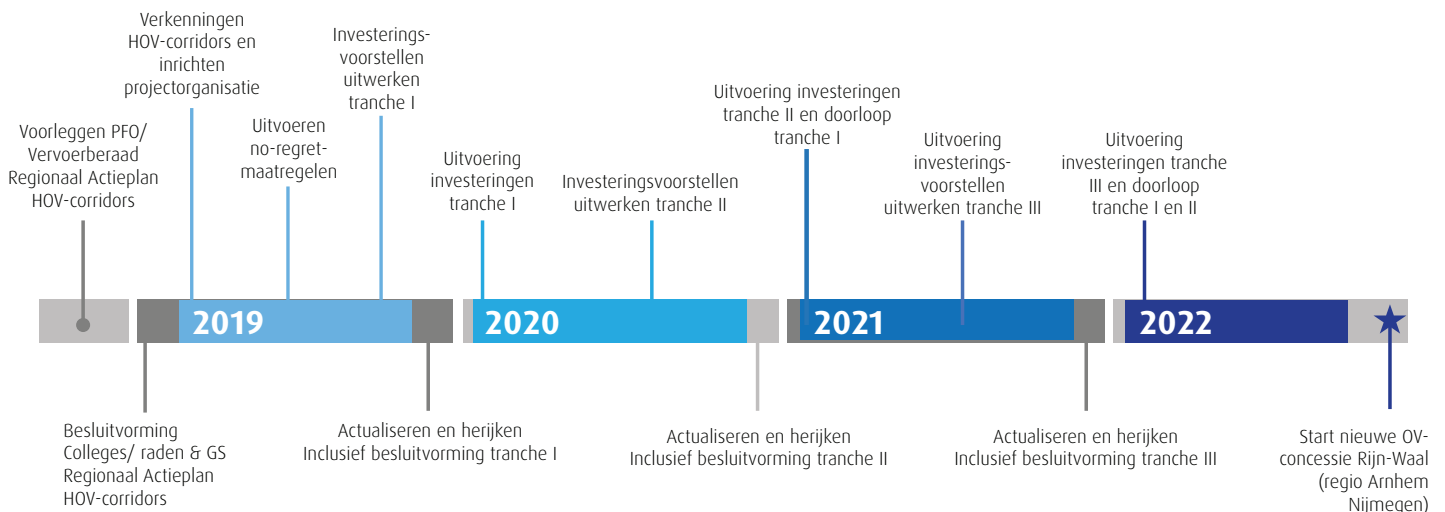 Voorleggen PFO/
Vervoerberaad
Regionaal Actieplan
HOV-corridors
Verkenningen
HOV-corridors en
inrichten
projectorganisatie
Uitvoeren
no-regret-
maatregelen
Investerings-
voorstellen
uitwerken
tranche I
Uitvoering
investeringen
tranche I
Investeringsvoorstellen
uitwerken tranche II
Uitvoering investeringen
tranche II en doorloop
tranche I
Uitvoering
investerings-
voorstellen
uitwerken tranche III
Uitvoering
investeringen tranche
III en doorloop
tranche I en II
2019
2020
2021
2022
Besluitvorming
Colleges/ raden & GS
Regionaal Actieplan
HOV-corridors
Actualiseren en herijken
Inclusief besluitvorming tranche I
Actualiseren en herijken
Inclusief besluitvorming tranche II
Actualiseren en herijken
Inclusief besluitvorming tranche III
Start nieuwe OV-
concessie Rijn-Waal
(regio Arnhem
Nijmegen)